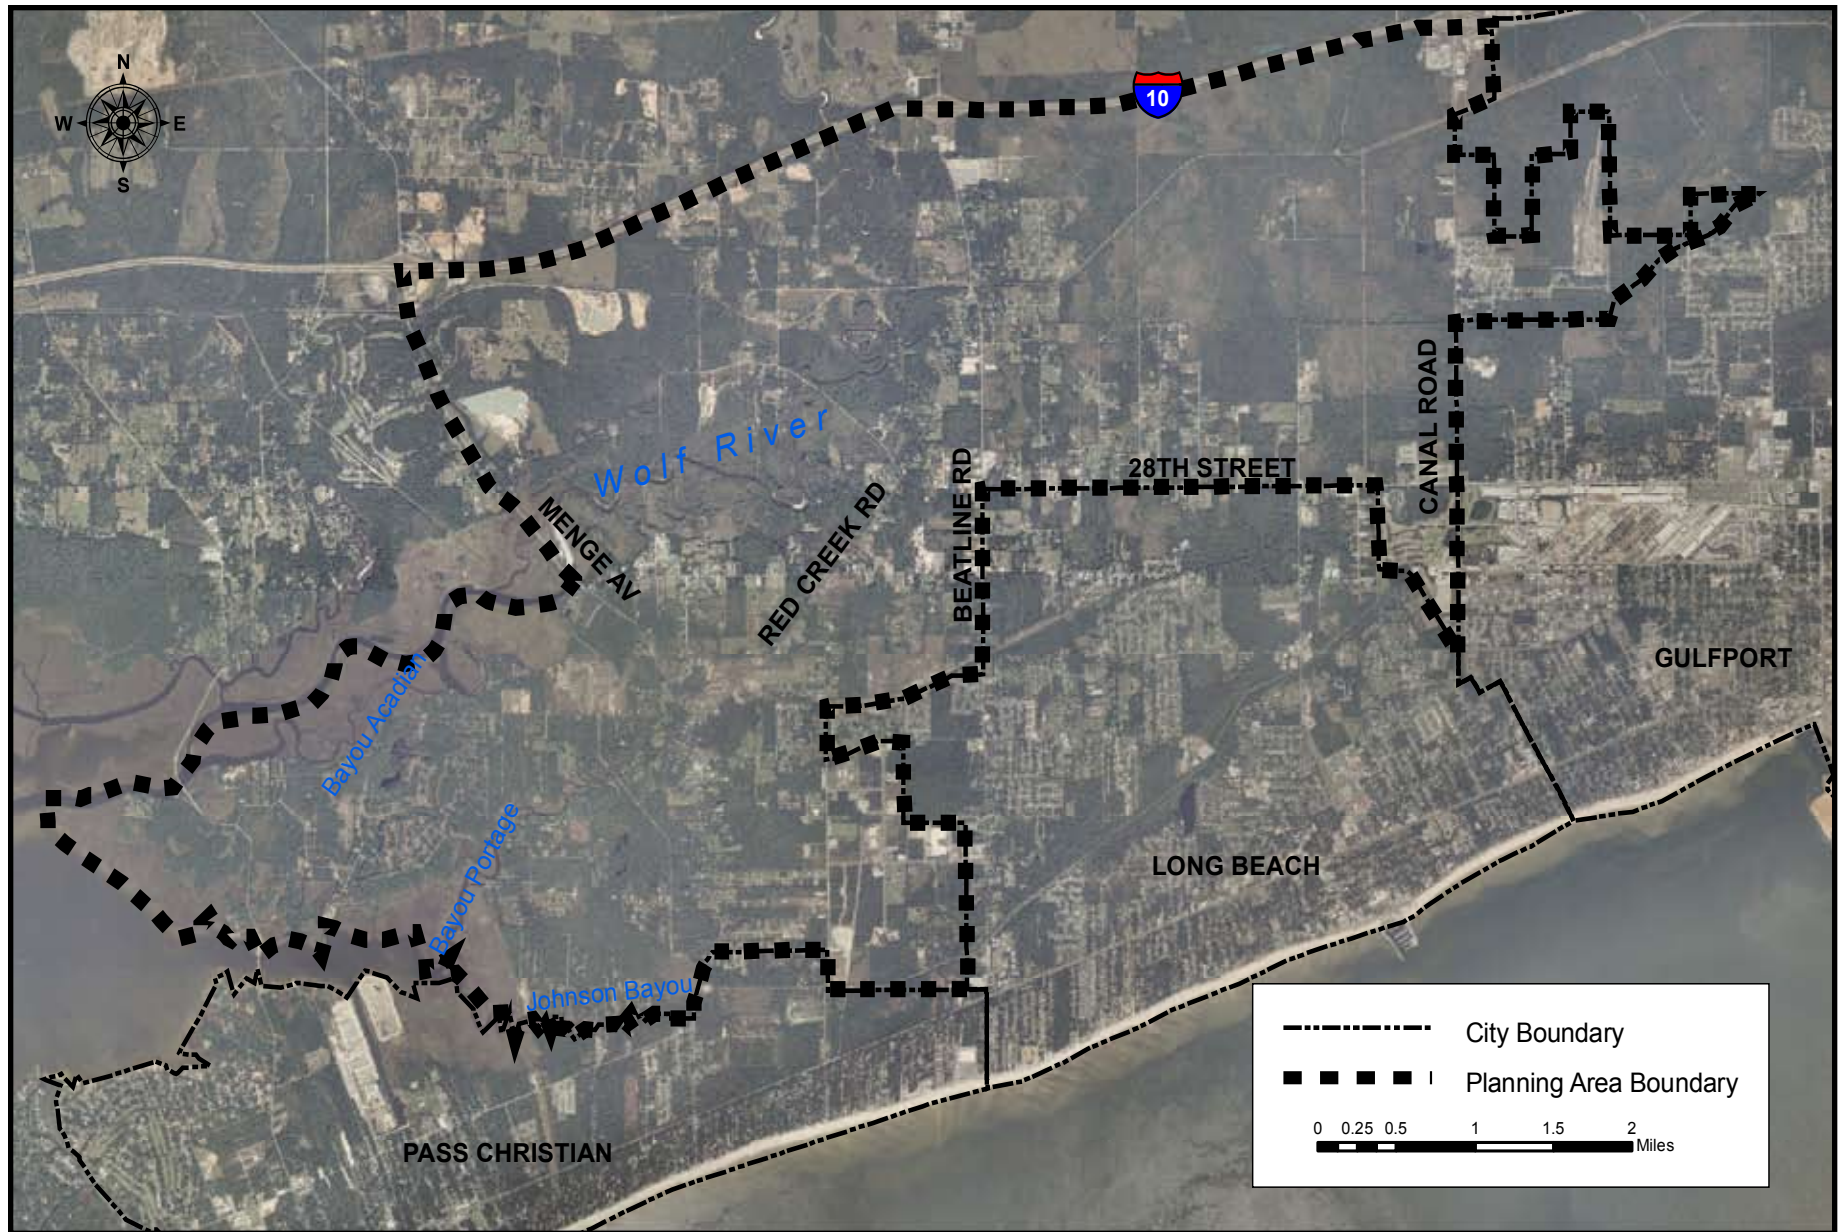 N
W
E
S
10
Wolf River
CANAL ROAD
28TH STREET
BEATLINE RD
MENGE AV
RED CREEK RD
GULFPORT
Bayou Acadian
Bayou Portage
LONG BEACH
Johnson Bayou
PASS CHRISTIAN
City Boundary
Planning Area Boundary
0 0.25 0.5 1 1.5 2
Miles